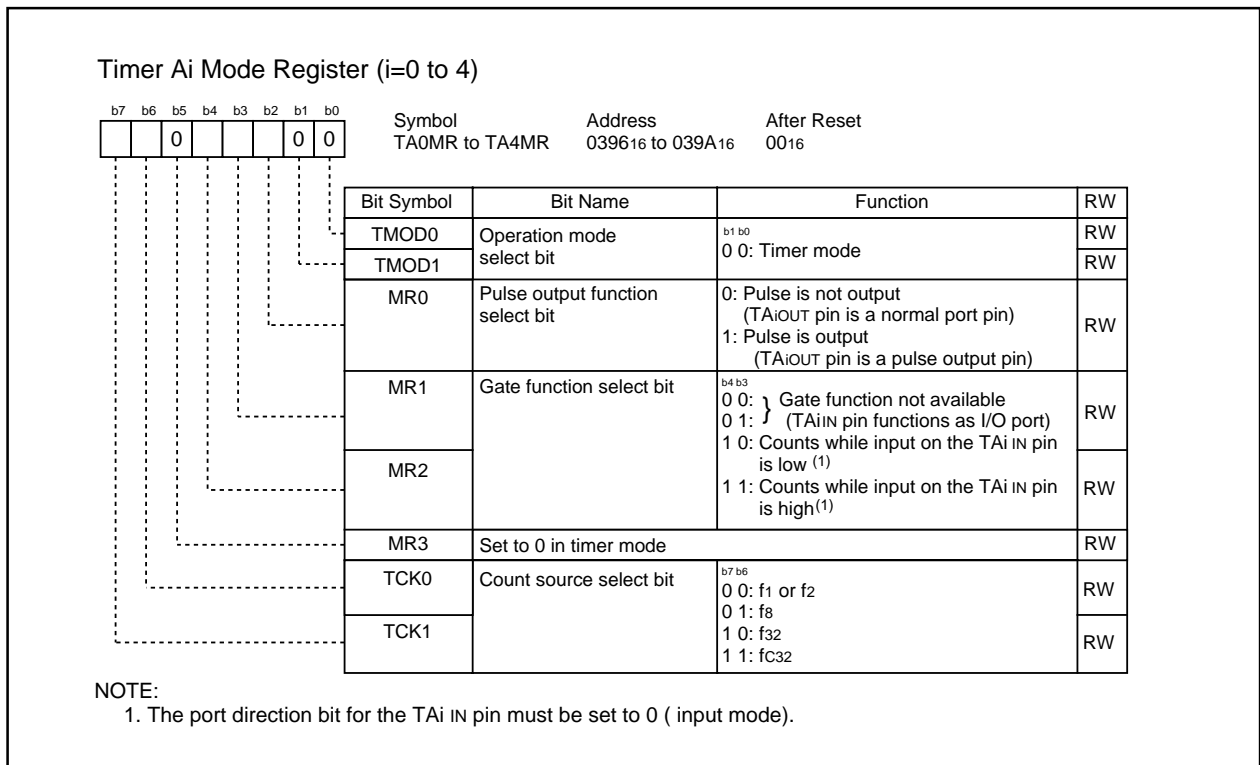 Timer Ai Mode Register (i=0 to 4)
b7 b6 b5 b4 b3 b2 b1 b0
0 0 0
Symbol Address After Reset
TA0MR to TA4MR 039616 to 039A16 0016
Bit Symbol Bit Name Function RW
TMOD0 Operation mode select bit b1 b0 RW
TMOD1 0 0: Timer mode RW
MR0 Pulse output function select bit 0: Pulse is not output
(TAiOUT pin is a normal port pin)
1: Pulse is output
(TAiOUT pin is a pulse output pin) RW
MR1 Gate function select bit b4 b3
0 0: } Gate function not available
0 1: (TAiIN pin functions as I/O port) RW
1 0: Counts while input on the TAi IN pin
is low (1)
MR2 1 1: Counts while input on the TAi IN pin
is high(1) RW
MR3 Set to 0 in timer mode RW
TCK0 Count source select bit b7 b6
0 0: f1 or f2 RW
0 1: f8
TCK1 1 0: f32 RW
1 1: fC32
NOTE:
1. The port direction bit for the TAi IN pin must be set to 0 ( input mode).